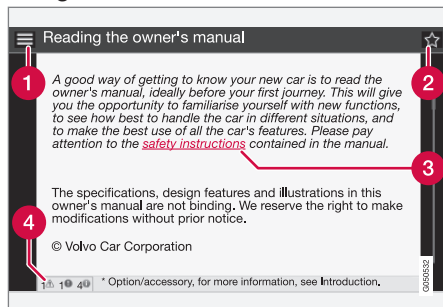 Reading the owner's manual
1
2
A good way of getting to know your new car is to read the
owner's manual, ideally before your first journey. This will give
you the opportunity to familiarise yourself with new functions,
to see how best to handle the car in different situations, and
to make the best use of all the car's features. Please pay
attention to the safety instructions contained in the manual.
3
The specifications, design features and illustrations in this
owner's manual are not binding. We reserve the right to make
modifications without prior notice.
4
© Volvo Car Corporation
1 1 4 * Option/accessory, for more information, see Introduction.
G050532